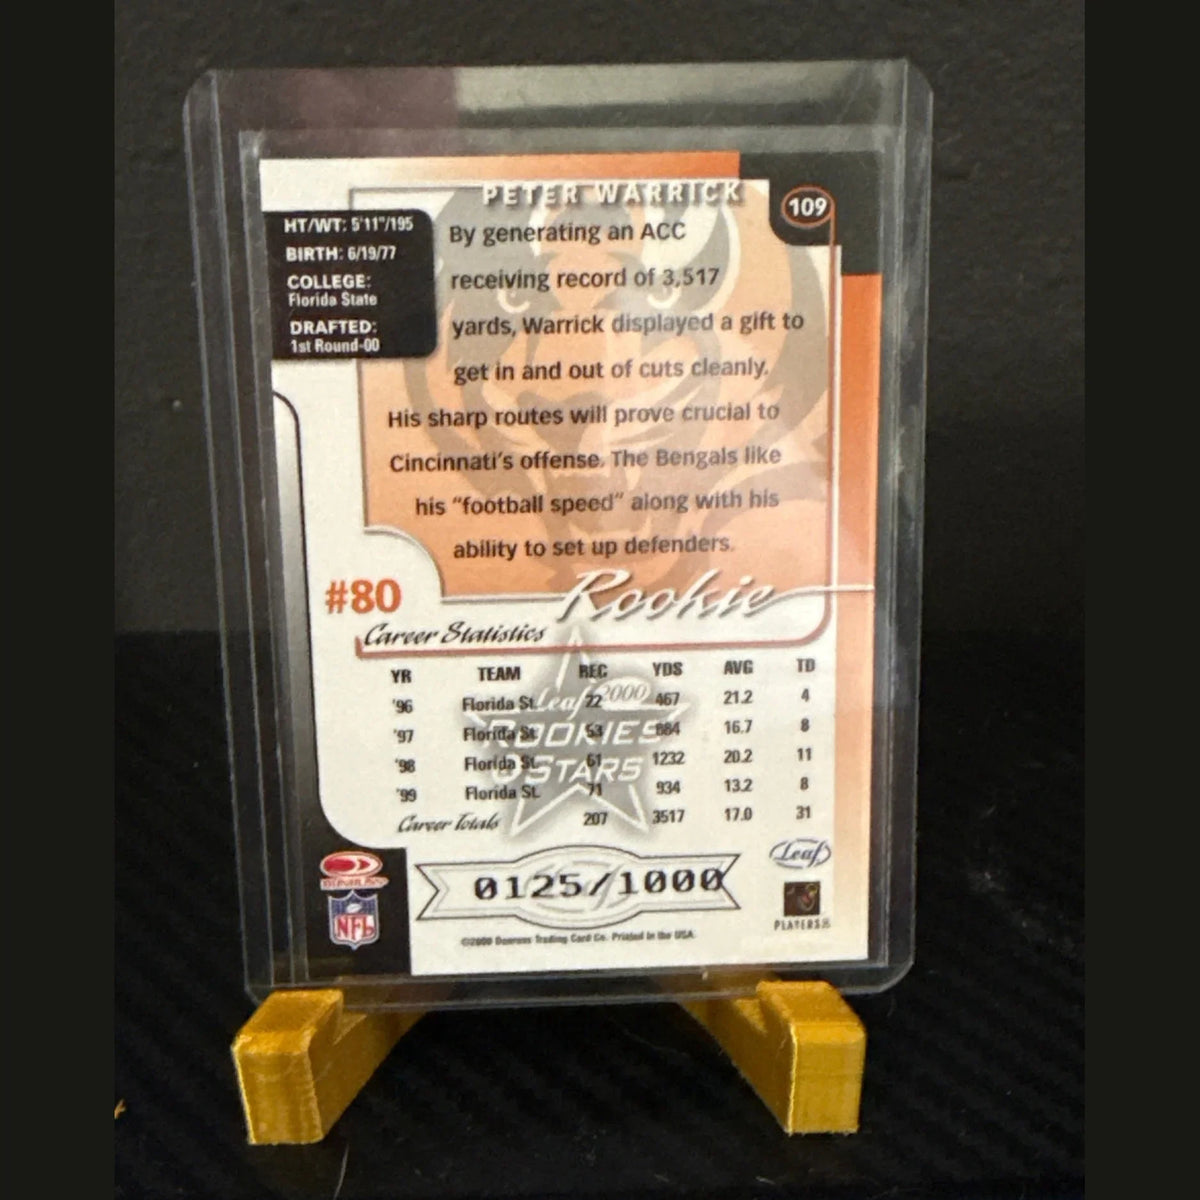 PETER WARRICK
109
HT/WT: 5'11"/195
BIRTH: 6/19/77
COLLEGE:
Florida State
DRAFTED:
1st Round-00
By generating an ACC
receiving record of 3,517
yards, Warrick displayed a gift to
get in and out of cuts cleanly.
His sharp routes will prove crucial to
Cincinnati's offense. The Bengals like
his "football speed" along with his
ability to set up defenders.
#80
Rookie
Career Statistics
YR TEAM REC YDS AVG TD
'96 Florida St. 22 467 21.2 4
'97 Florida St. 53 884 16.7 8
'98 Florida St. 61 1232 20.2 11
'99 Florida St. 71 934 13.2 8
Career Totals 207 3517 17.0 31
Leaf 2000
ROOKIES
& STARS
Leaf
DONRUSS
NFL
0125/1000
PLAYERS
©2000 Donruss Trading Card Co. Printed in the USA.